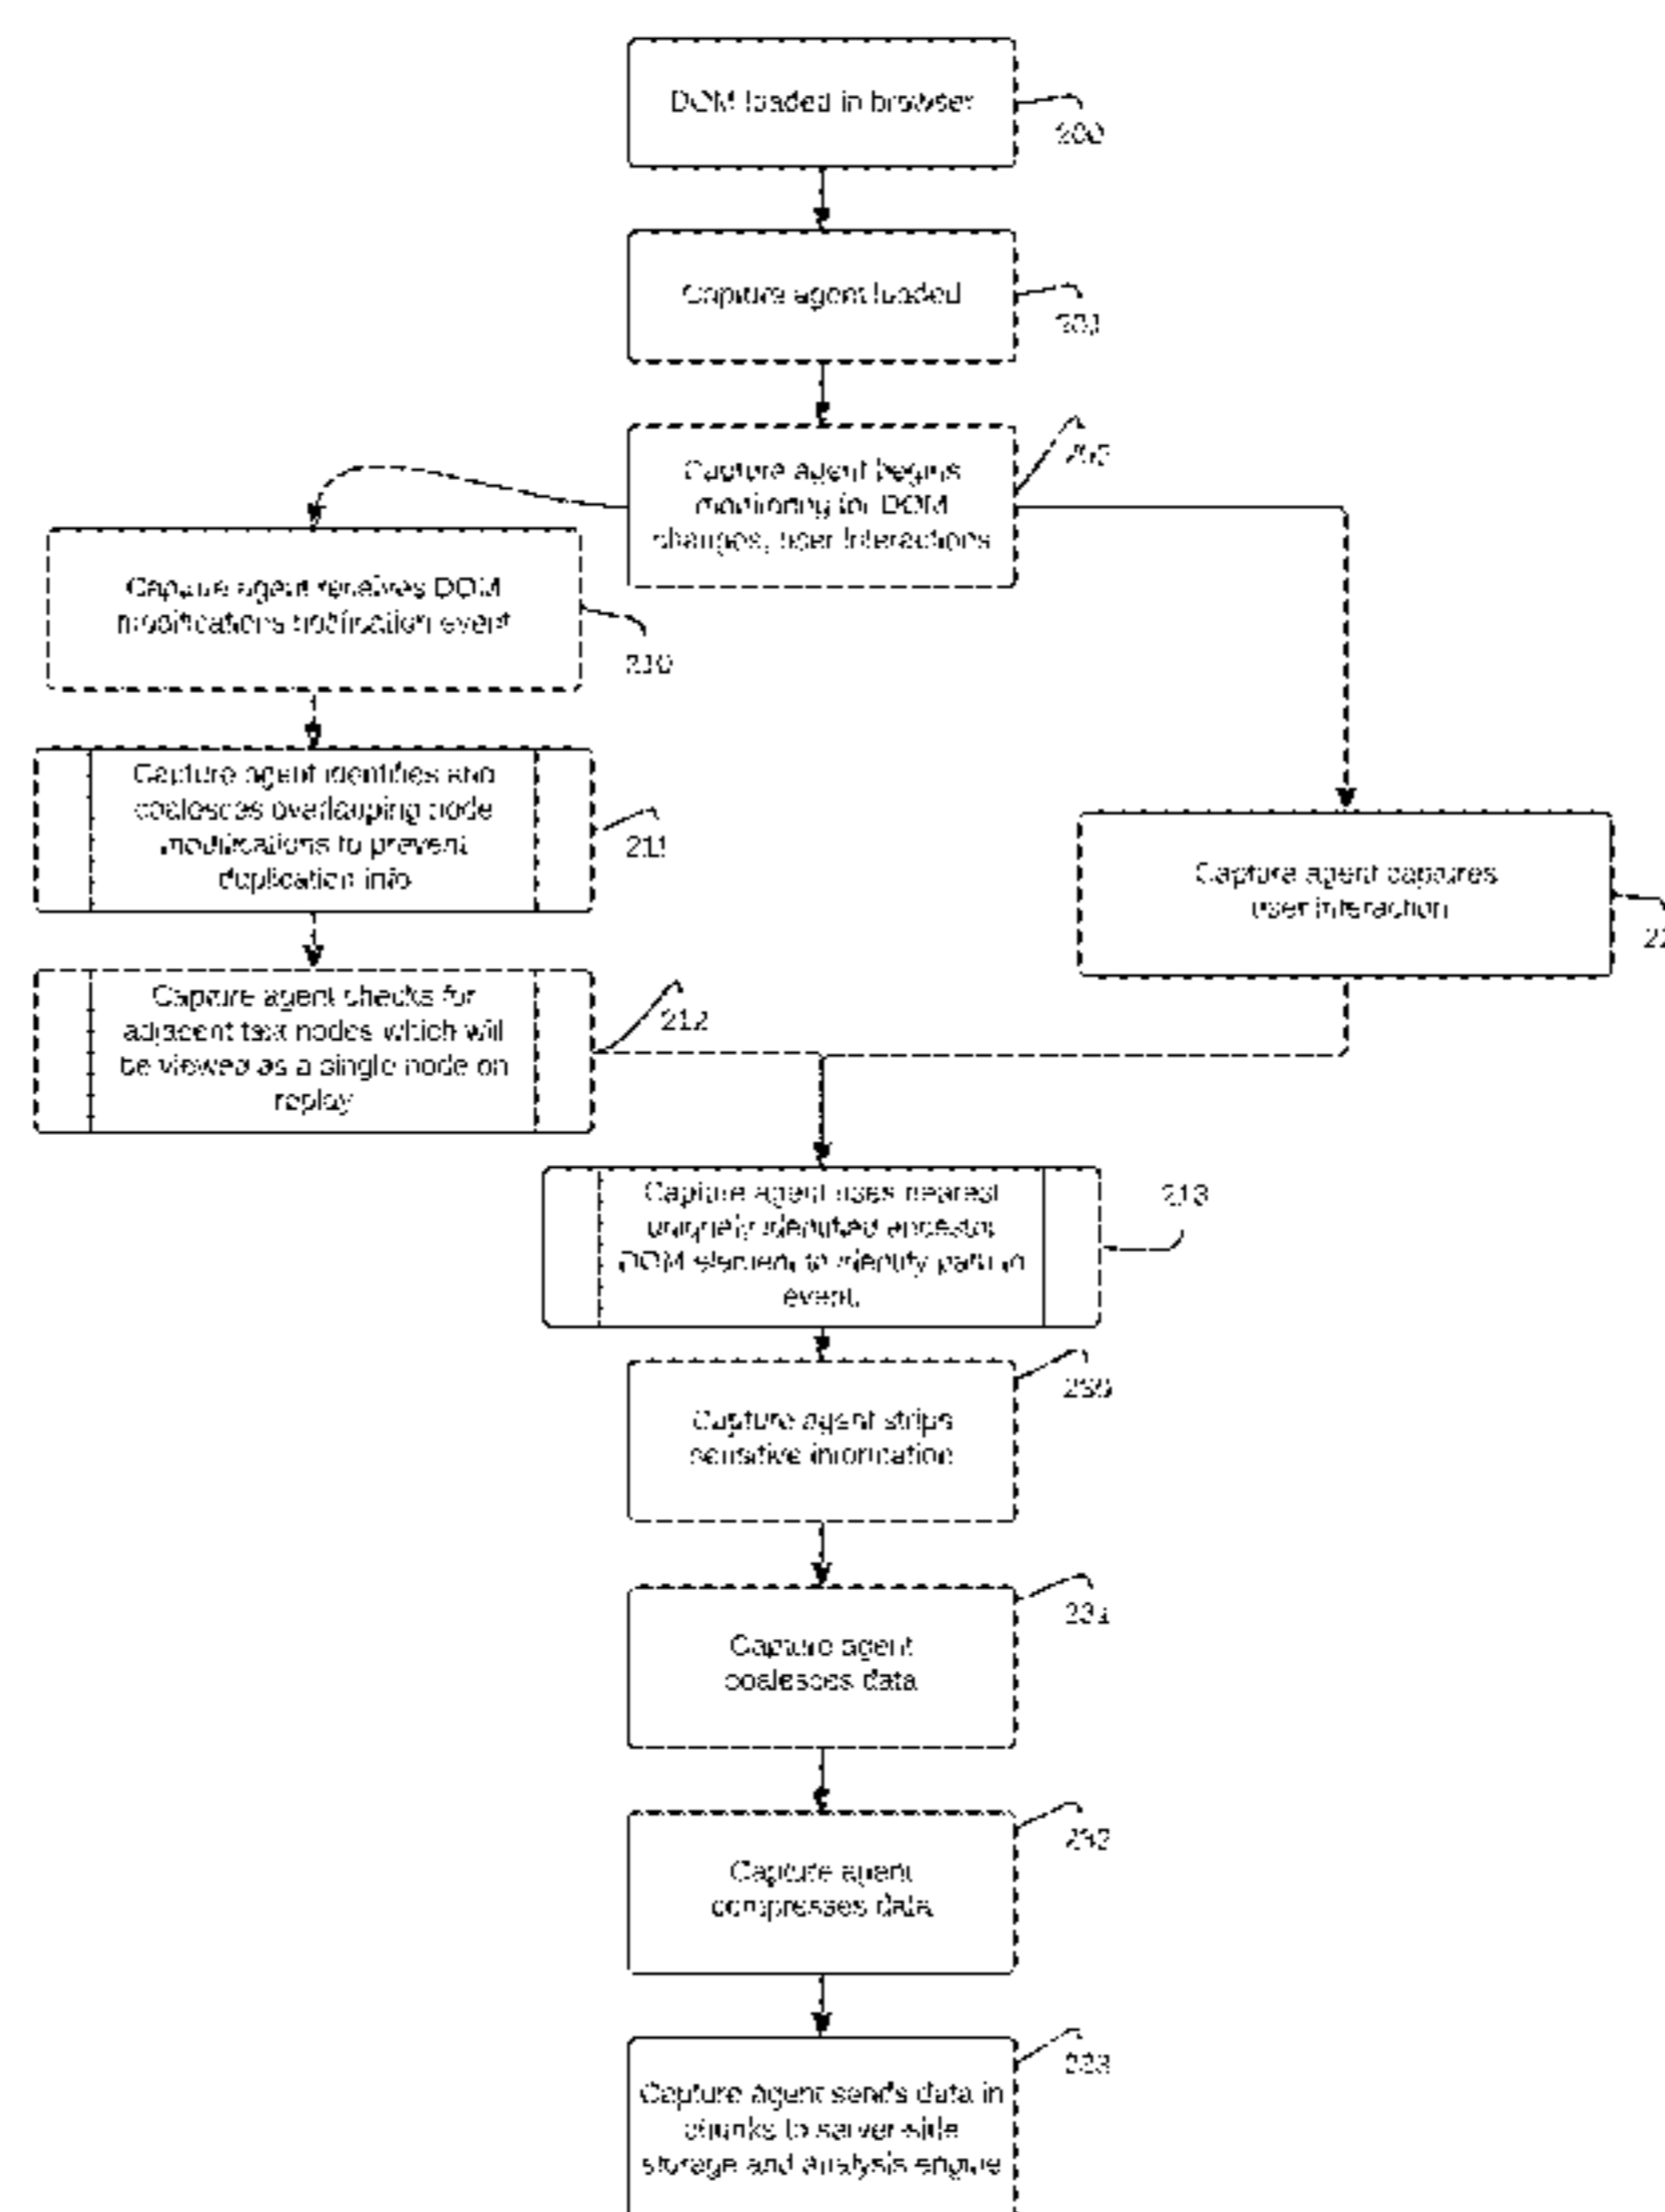 DOM loaded in browser
200
Capture agent loaded
201
Capture agent begins
monitoring for DOM
changes, user interactions
202
Capture agent receives DOM
modifications notification event
210
Capture agent identifies and
coalesces overlapping node
modifications to prevent
duplication info
211
Capture agent captures
user interaction
Capture agent checks for
adjacent text nodes which will
be viewed as a single node on
replay
212
Capture agent uses nearest
uniquely identified ancestor
DOM element to identify path in
event.
213
Capture agent strips
sensitive information
230
Capture agent
coalesces data
231
Capture agent
compresses data
232
Capture agent sends data in
chunks to server-side
storage and analysis engine